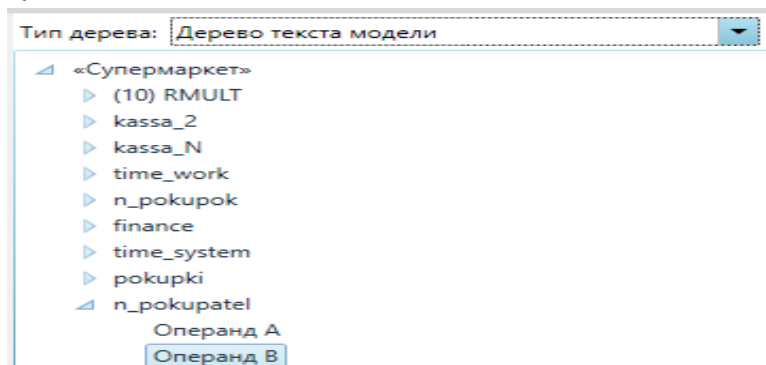 Тип дерева: Дерево текста модели
«Супермаркет»
(10) RMULT
kassa_2
kassa_N
time_work
n_pokupok
finance
time_system
pokupki
n_pokupatel
Операнд A
Операнд B